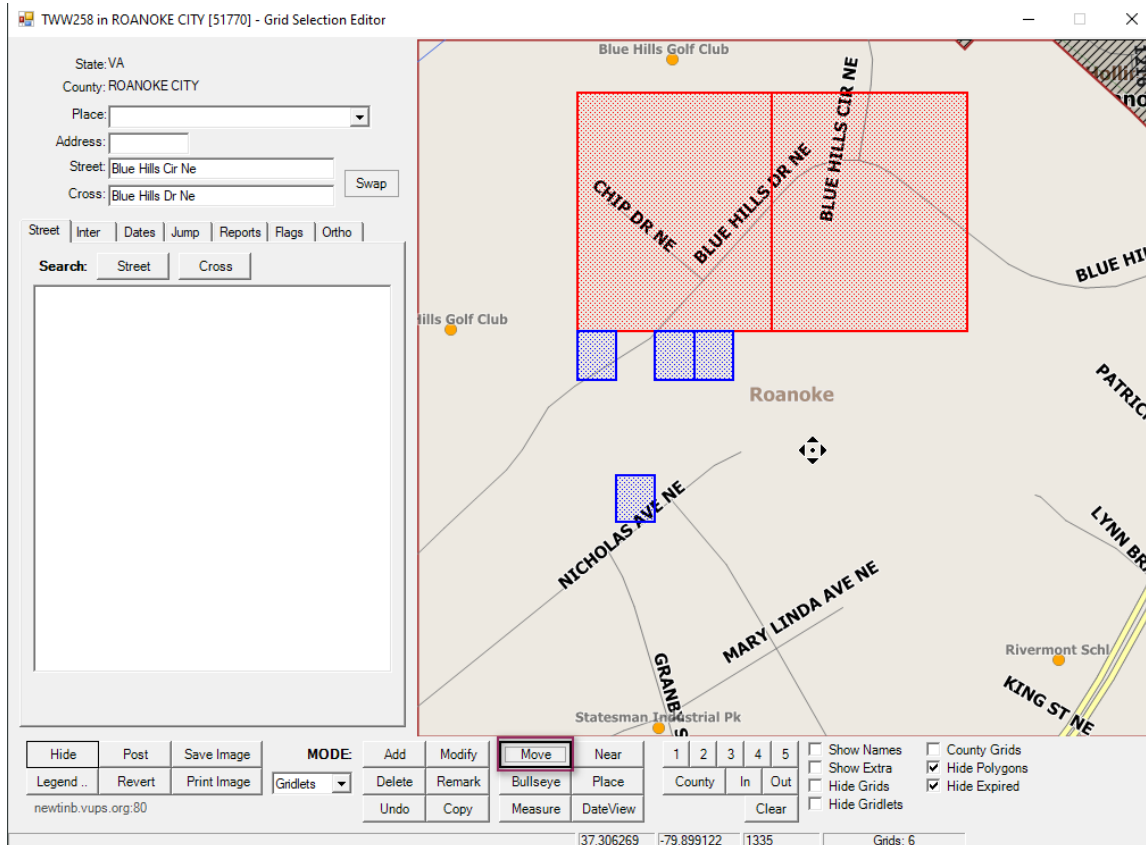 TWW258 in ROANOKE CITY [51770] - Grid Selection Editor
State: VA
County: ROANOKE CITY
Place:
Address:
Street: Blue Hills Cir Ne
Cross: Blue Hills Dr Ne
Swap
Street Inter Dates Jump Reports Flags Ortho
Search: Street Cross
Blue Hills Golf Club
BLUE HILLS CIR NE
BLUE HILLS DR NE
CHIP DR NE
BLUE HIL
Hills Golf Club
Roanoke
PATRIC
NICHOLAS AVE NE
LYNN BR
MARY LINDA AVE NE
GRANBY S
Rivermont Schl
KING ST NE
Statesman Industrial Pk
Hide Post Save Image MODE: Add Modify Move Near 1 2 3 4 5 Show Names County Grids
Show Extra Hide Polygons
Legend .. Revert Print Image Gridlets Delete Remark Bullseye Place County In Out Hide Grids Hide Expired
newtinb.vups.org:80 Undo Copy Measure DateView Clear Hide Gridlets
37.306269 -79.899122 1335 Grids: 6